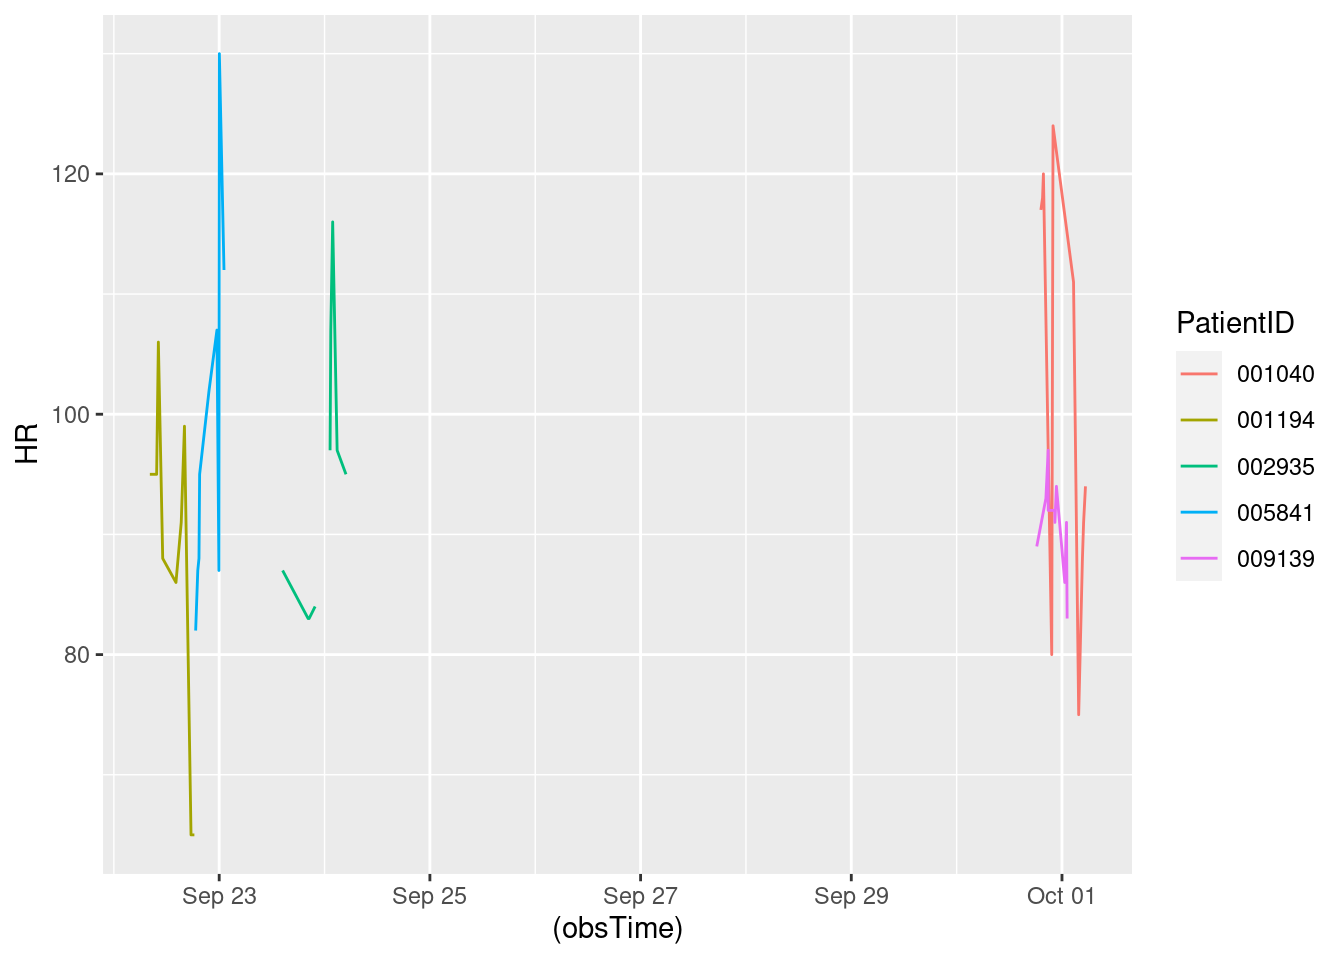 120
100
80
HR
Sep 23
Sep 25
Sep 27
Sep 29
Oct 01
(obsTime)
PatientID
001040
001194
002935
005841
009139